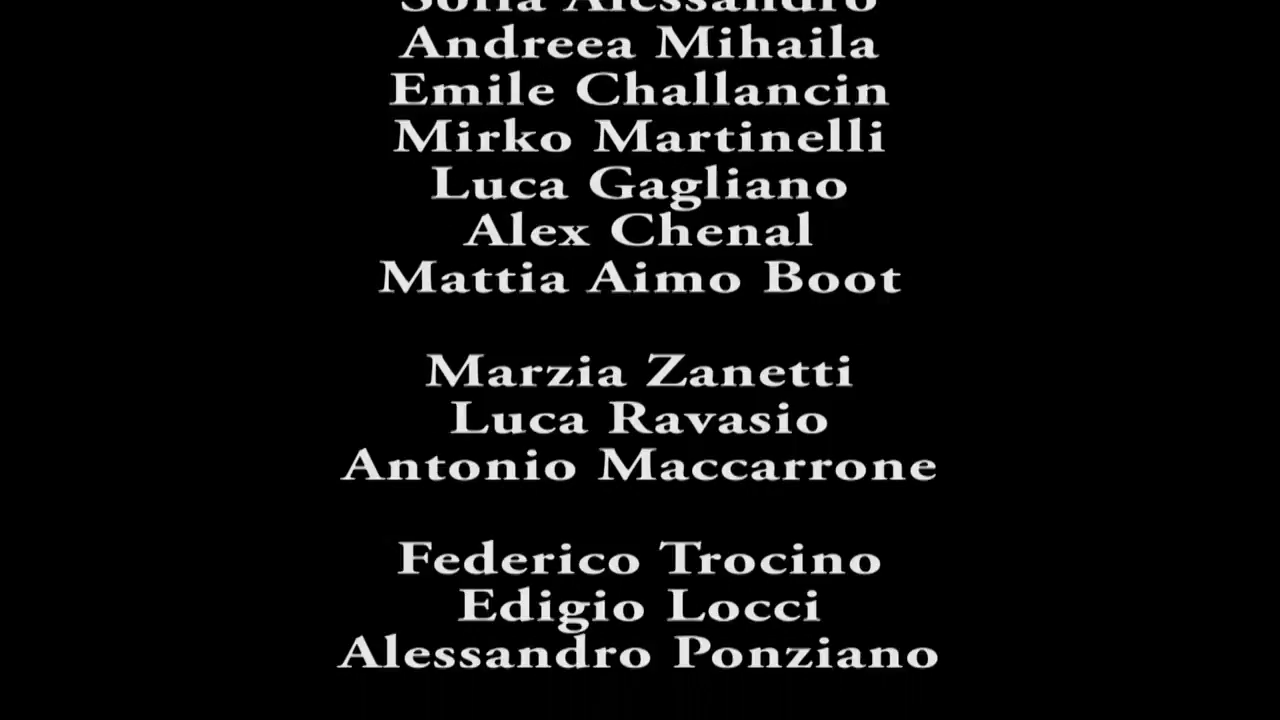 Sofia Alessandro
Andreea Mihaila
Emile Challancin
Mirko Martinelli
Luca Gagliano
Alex Chenal
Mattia Aimo Boot
Marzia Zanetti
Luca Ravasio
Antonio Maccarrone
Federico Trocino
Edigio Locci
Alessandro Ponziano